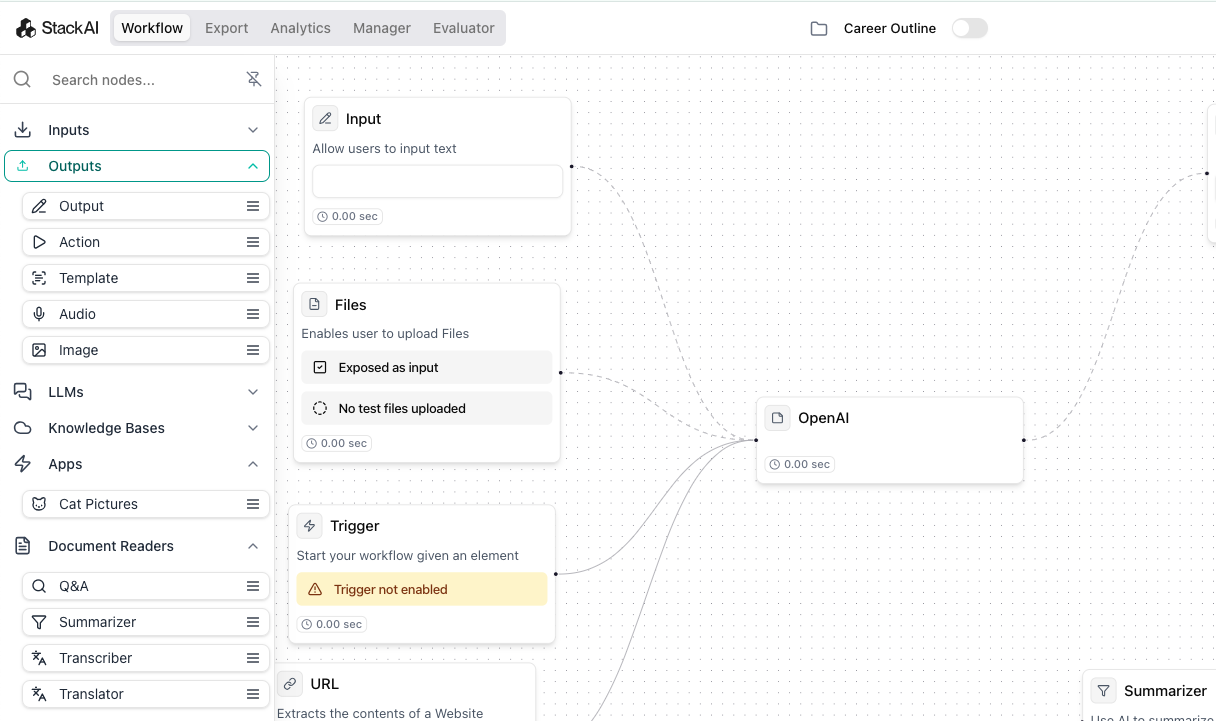 StackAI
Workflow
Export
Analytics
Manager
Evaluator
Career Outline
Search nodes...
Inputs
Outputs
Output
Action
Template
Audio
Image
LLMs
Knowledge Bases
Apps
Cat Pictures
Document Readers
Q&A
Summarizer
Transcriber
Translator
Input
Allow users to input text
0.00 sec
Files
Enables user to upload Files
Exposed as input
No test files uploaded
0.00 sec
Trigger
Start your workflow given an element
Trigger not enabled
0.00 sec
URL
Extracts the contents of a Website
OpenAI
0.00 sec
Summarizer
Use AI to summarize